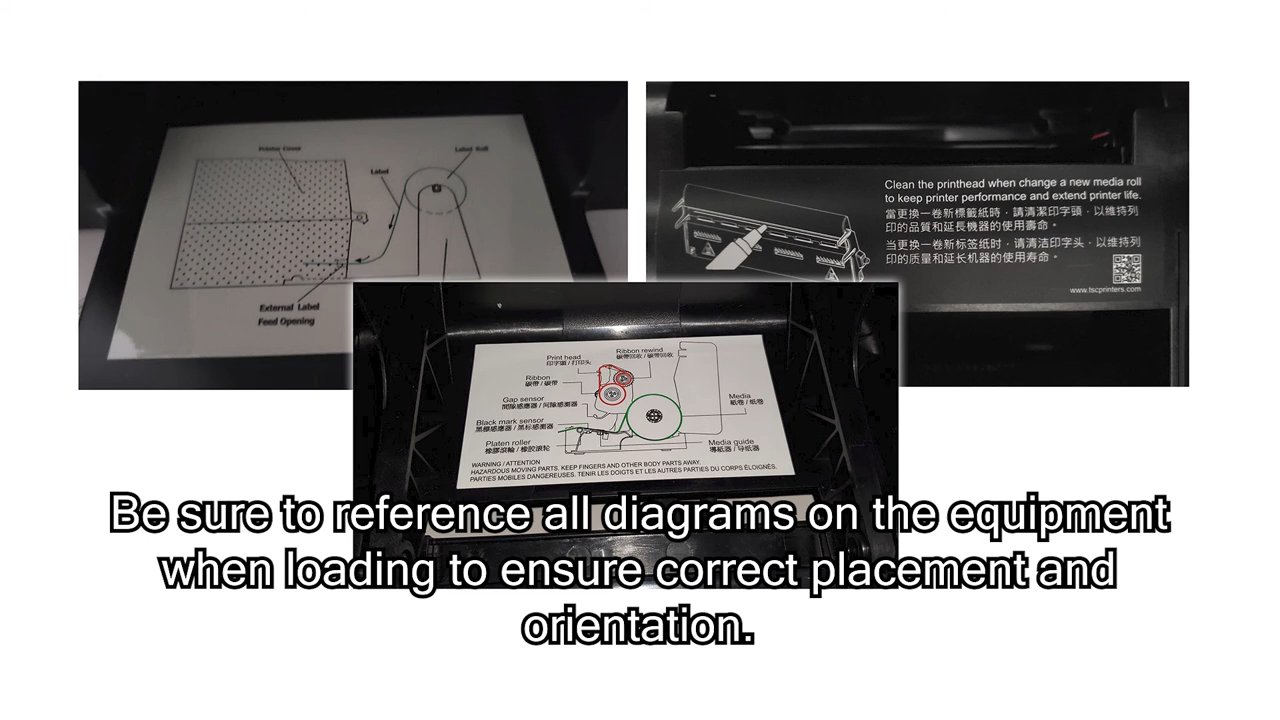 Printer Cover
Label Roll
Label
External Label
Feed Opening
Clean the printhead when change a new media roll
to keep printer performance and extend printer life.
當更換一卷新標籤紙時，請清潔印字頭，以維持列
印的品質和延長機器的使用壽命。
当更换一卷新标签纸时，请清洁印字头，以维持列
印的质量和延长机器的使用寿命。
www.tscprinters.com
Print head
印字頭 / 打印头
Ribbon rewind
碳帶回收 / 碳带回收
Ribbon
碳帶 / 碳带
Gap sensor
間隙感應器 / 间隙感测器
Black mark sensor
黑標感應器 / 黑标感测器
Platen roller
橡膠滾輪 / 橡胶滚轮
Media
紙卷 / 纸卷
Media guide
導紙器 / 导纸器
WARNING / ATTENTION
HAZARDOUS MOVING PARTS. KEEP FINGERS AND OTHER BODY PARTS AWAY.
PARTIES MOBILES DANGEREUSES. TENIR LES DOIGTS ET LES AUTRES PARTIES DU CORPS ÉLOIGNÉS.
Be sure to reference all diagrams on the equipment
when loading to ensure correct placement and
orientation.